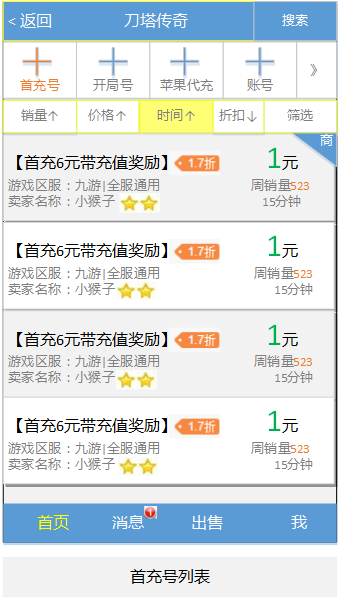 < 返回 刀塔传奇 搜索
首充号 开局号 苹果代充 账号 》
销量↑ 价格↑ 时间↑ 折扣↓ 筛选
商
【首充6元带充值奖励】 1.7折 1元
游戏区服：九游|全服通用 周销量523
卖家名称：小猴子 15分钟
【首充6元带充值奖励】 1.7折 1元
游戏区服：九游|全服通用 周销量523
卖家名称：小猴子 15分钟
【首充6元带充值奖励】 1.7折 1元
游戏区服：九游|全服通用 周销量523
卖家名称：小猴子 15分钟
【首充6元带充值奖励】 1.7折 1元
游戏区服：九游|全服通用 周销量523
卖家名称：小猴子 15分钟
首页 消息 1 出售 我
首充号列表